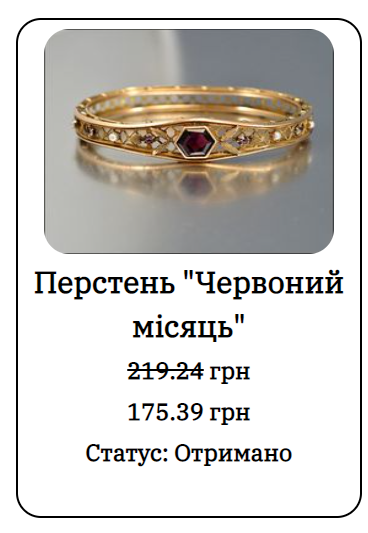 Перстень "Червоний
місяць"
219.24 грн
175.39 грн
Статус: Отримано